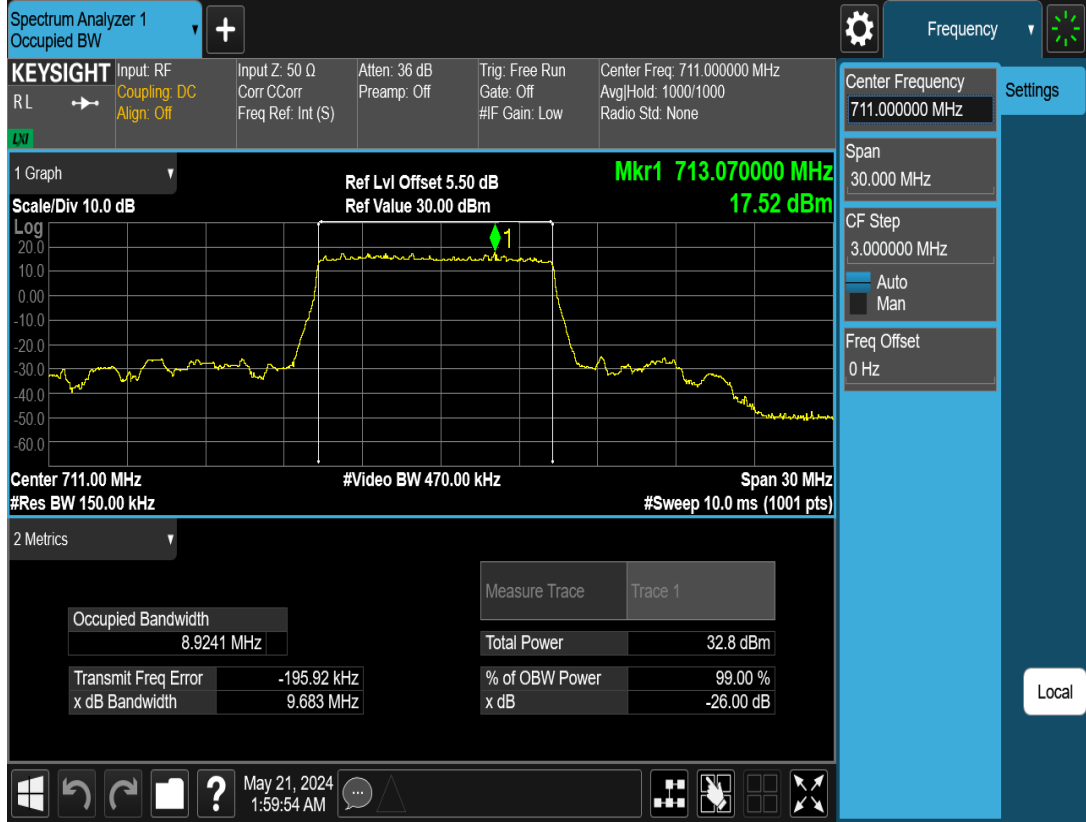 Spectrum Analyzer 1
Occupied BW
+
Frequency
KEYSIGHT
R L
LXI
Input: RF
Coupling: DC
Align: Off
Input Z: 50 Ω
Corr CCorr
Freq Ref: Int (S)
Atten: 36 dB
Preamp: Off
Trig: Free Run
Gate: Off
#IF Gain: Low
Center Freq: 711.000000 MHz
Avg|Hold: 1000/1000
Radio Std: None
Center Frequency
711.000000 MHz
Settings
Span
30.000 MHz
CF Step
3.000000 MHz
Auto
Man
Freq Offset
0 Hz
Local
1 Graph
Scale/Div 10.0 dB
Ref Lvl Offset 5.50 dB
Ref Value 30.00 dBm
Mkr1 713.070000 MHz
17.52 dBm
Log
1
20.0
10.0
0.00
-10.0
-20.0
-30.0
-40.0
-50.0
-60.0
Center 711.00 MHz
#Video BW 470.00 kHz
Span 30 MHz
#Res BW 150.00 kHz
#Sweep 10.0 ms (1001 pts)
2 Metrics
Measure Trace Trace 1
Occupied Bandwidth
8.9241 MHz
Total Power 32.8 dBm
Transmit Freq Error -195.92 kHz
% of OBW Power 99.00 %
x dB Bandwidth 9.683 MHz
x dB -26.00 dB
?
May 21, 2024
1:59:54 AM